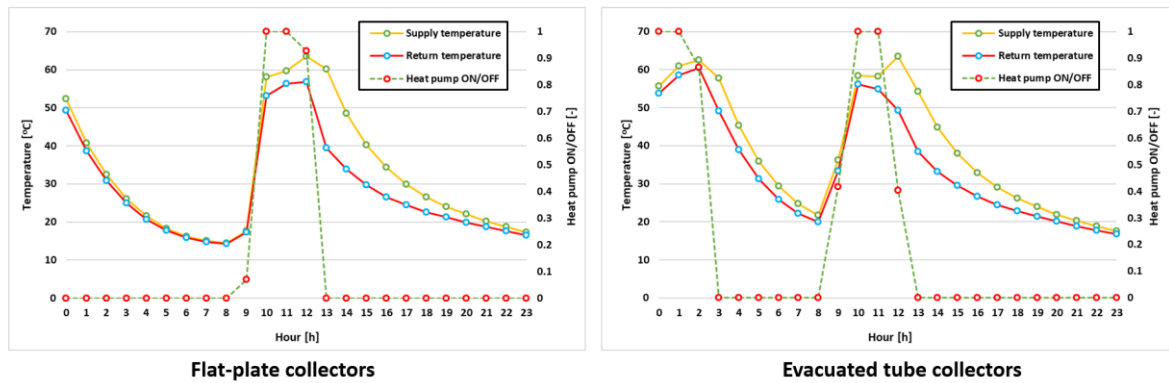 70
60
50
40
30
20
10
0
Temperature [ºC]
1
0.9
0.8
0.7
0.6
0.5
0.4
0.3
0.2
0.1
0
Heat pump ON/OFF [-]
Supply temperature
Return temperature
Heat pump ON/OFF
0 1 2 3 4 5 6 7 8 9 10 11 12 13 14 15 16 17 18 19 20 21 22 23
Hour [h]
Flat-plate collectors
70
60
50
40
30
20
10
0
Temperature [ºC]
1
0.9
0.8
0.7
0.6
0.5
0.4
0.3
0.2
0.1
0
Heat pump ON/OFF [-]
Supply temperature
Return temperature
Heat pump ON/OFF
0 1 2 3 4 5 6 7 8 9 10 11 12 13 14 15 16 17 18 19 20 21 22 23
Hour [h]
Evacuated tube collectors